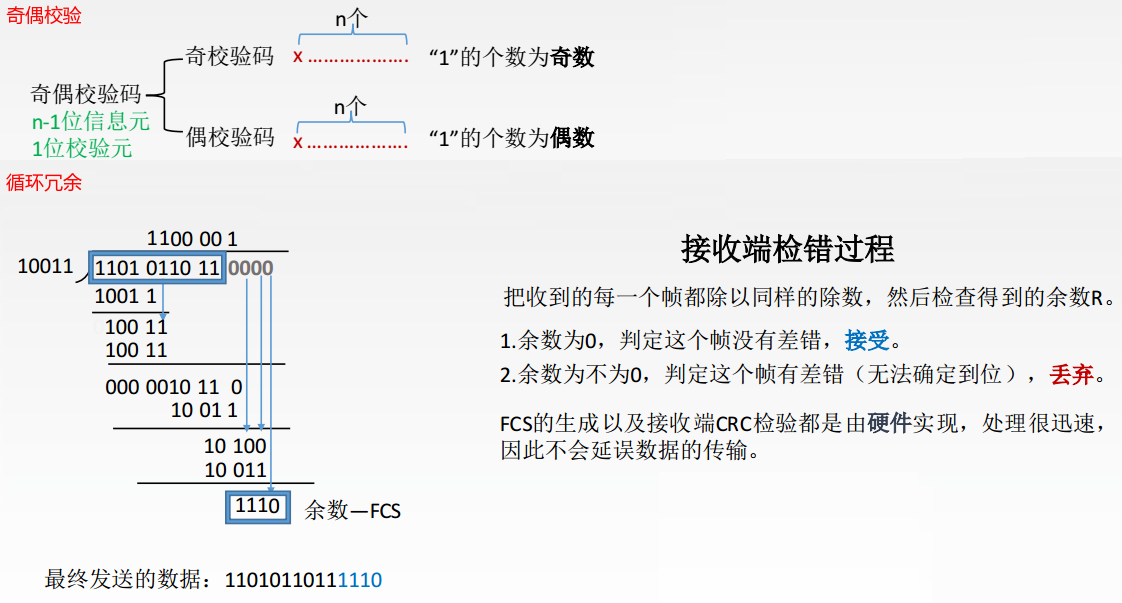 奇偶校验
n个
奇校验码 x ................. “1”的个数为奇数
奇偶校验码
n-1位信息元
1位校验元
n个
偶校验码 x ................. “1”的个数为偶数
循环冗余
1100 00 1
10011 1101 0110 11 0000
1001 1
100 11
100 11
000 0010 11 0
10 01 1
10 100
10 011
1110 余数—FCS
最终发送的数据：110101101111110
接收端检错过程
把收到的每一个帧都除以同样的除数，然后检查得到的余数R。
1.余数为0，判定这个帧没有差错，接受。
2.余数为不为0，判定这个帧有差错（无法确定到位），丢弃。
FCS的生成以及接收端CRC检验都是由硬件实现，处理很迅速，
因此不会延误数据的传输。